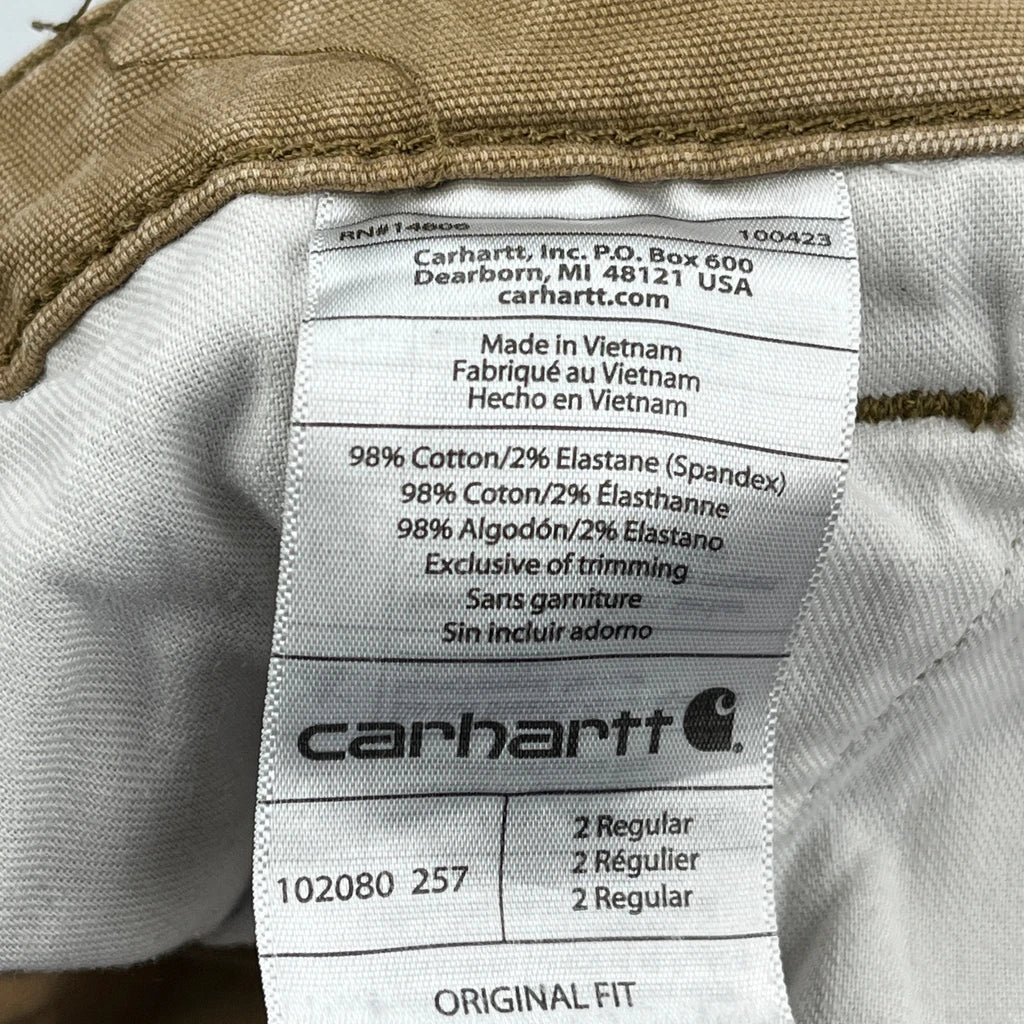 RN#14806
100423
Carhartt, Inc. P.O. Box 600
Dearborn, MI 48121 USA
carhartt.com
Made in Vietnam
Fabriqué au Vietnam
Hecho en Vietnam
98% Cotton/2% Elastane (Spandex)
98% Coton/2% Élasthanne
98% Algodón/2% Elastano
Exclusive of trimming
Sans garniture
Sin incluir adorno
carhartt
102080 257
2 Regular
2 Régulier
2 Regular
ORIGINAL FIT